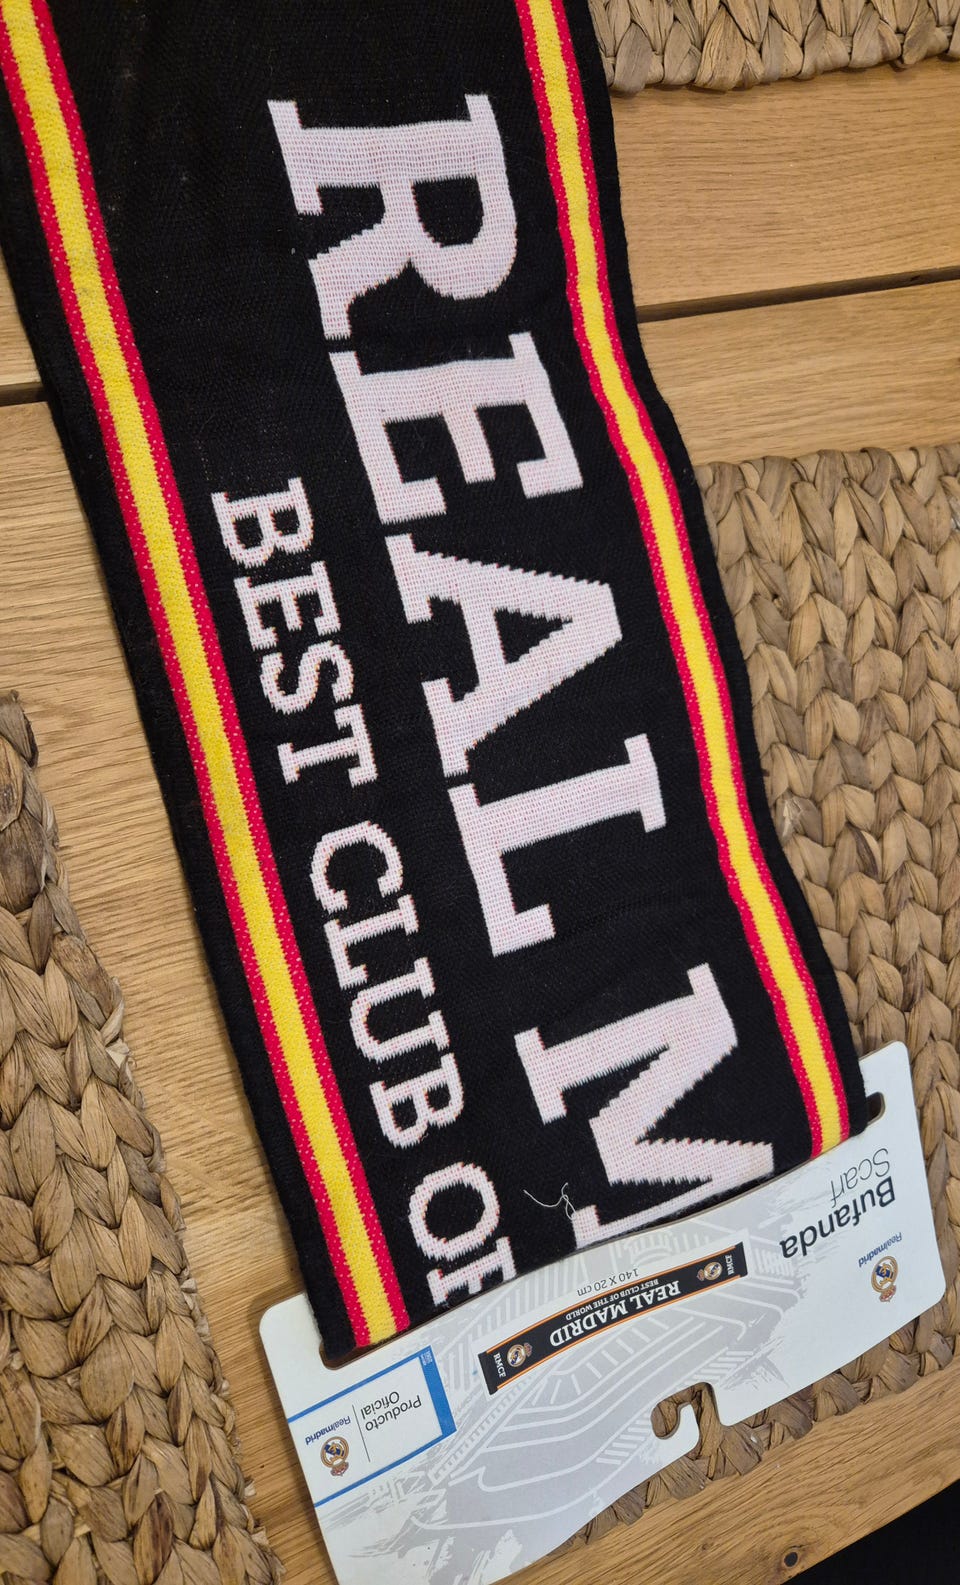 REAL M
BEST CLUB OF
Bufanda
Scarf
Realmadrid
140 X 20 cm
RMCF
REAL MADRID
BEST CLUB OF THE WORLD
RMCF
Producto
Oficial
Realmadrid